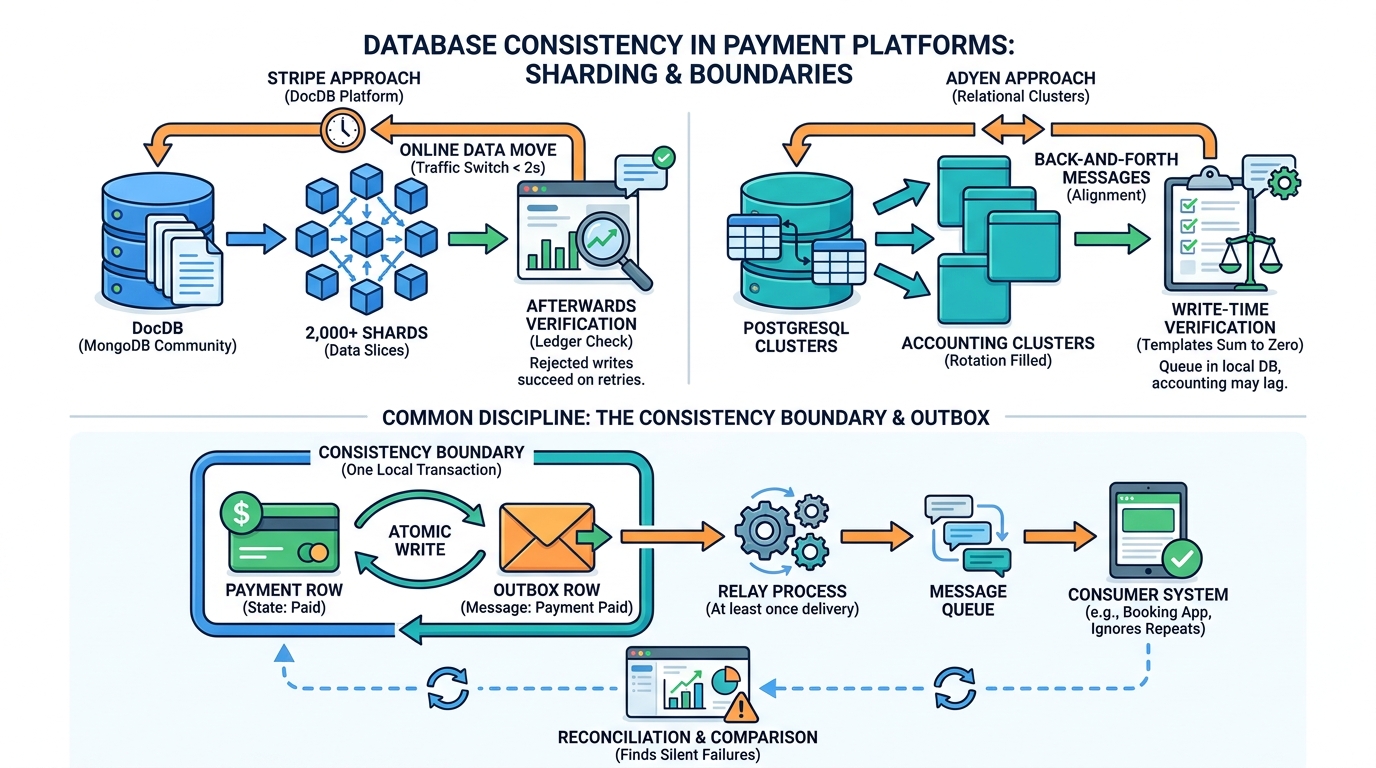 DATABASE CONSISTENCY IN PAYMENT PLATFORMS:
SHARDING & BOUNDARIES
STRIPE APPROACH
(DocDB Platform)
ONLINE DATA MOVE
(Traffic Switch < 2s)
DocDB
(MongoDB Community)
2,000+ SHARDS
(Data Slices)
AFTERWARDS
VERIFICATION
(Ledger Check)
Rejected writes
succeed on retries.
ADYEN APPROACH
(Relational Clusters)
BACK-AND-FORTH
MESSAGES
(Alignment)
POSTGRESQL
CLUSTERS
ACCOUNTING CLUSTERS
(Rotation Filled)
WRITE-TIME
VERIFICATION
(Templates Sum to Zero)
Queue in local DB,
accounting may lag.
COMMON DISCIPLINE: THE CONSISTENCY BOUNDARY & OUTBOX
CONSISTENCY BOUNDARY
(One Local Transaction)
$
ATOMIC
WRITE
PAYMENT ROW
(State: Paid)
OUTBOX ROW
(Message: Payment Paid)
RELAY PROCESS
(At least once delivery)
MESSAGE
QUEUE
CONSUMER SYSTEM
(e.g., Booking App,
Ignores Repeats)
RECONCILIATION & COMPARISON
(Finds Silent Failures)